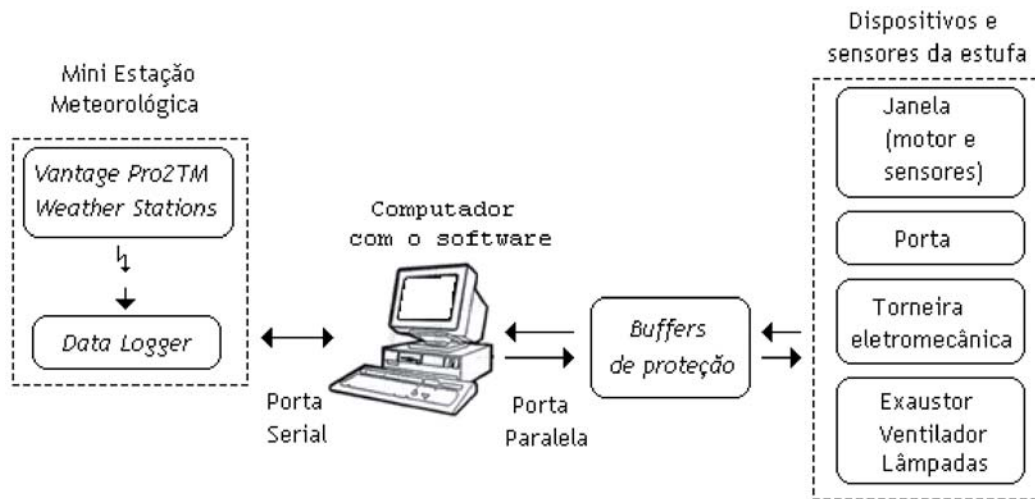 Mini Estação
Meteorológica
Vantage Pro2TM
Weather Stations
Data Logger
Porta
Serial
Computador
com o software
Porta
Paralela
Buffers
de proteção
Dispositivos e
sensores da estufa
Janela
(motor e
sensores)
Porta
Torneira
eletromecânica
Exaustor
Ventilador
Lâmpadas